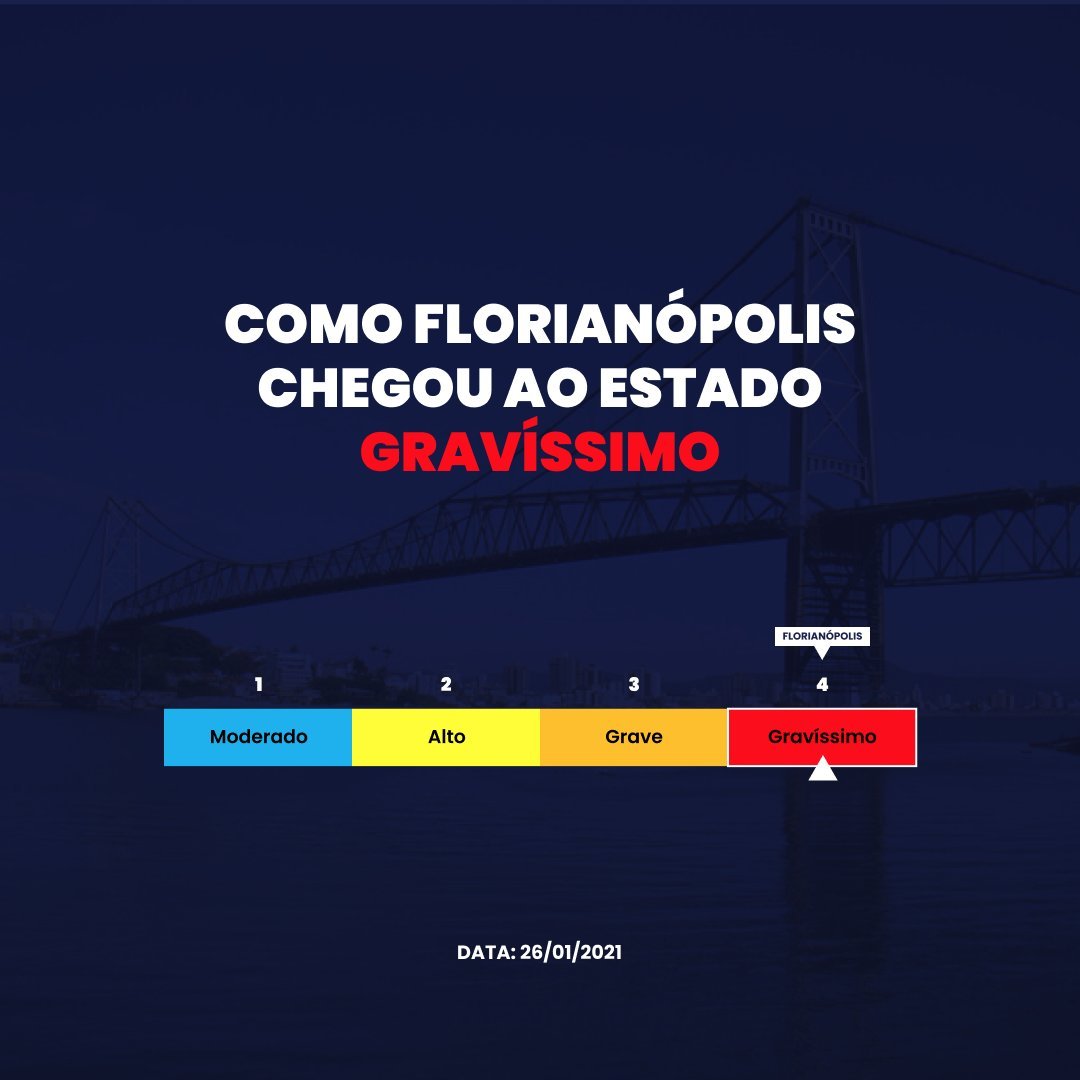 COMO FLORIANÓPOLIS
CHEGOU AO ESTADO
GRAVÍSSIMO
FLORIANÓPOLIS
1 2 3 4
Moderado Alto Grave Gravíssimo
DATA: 26/01/2021